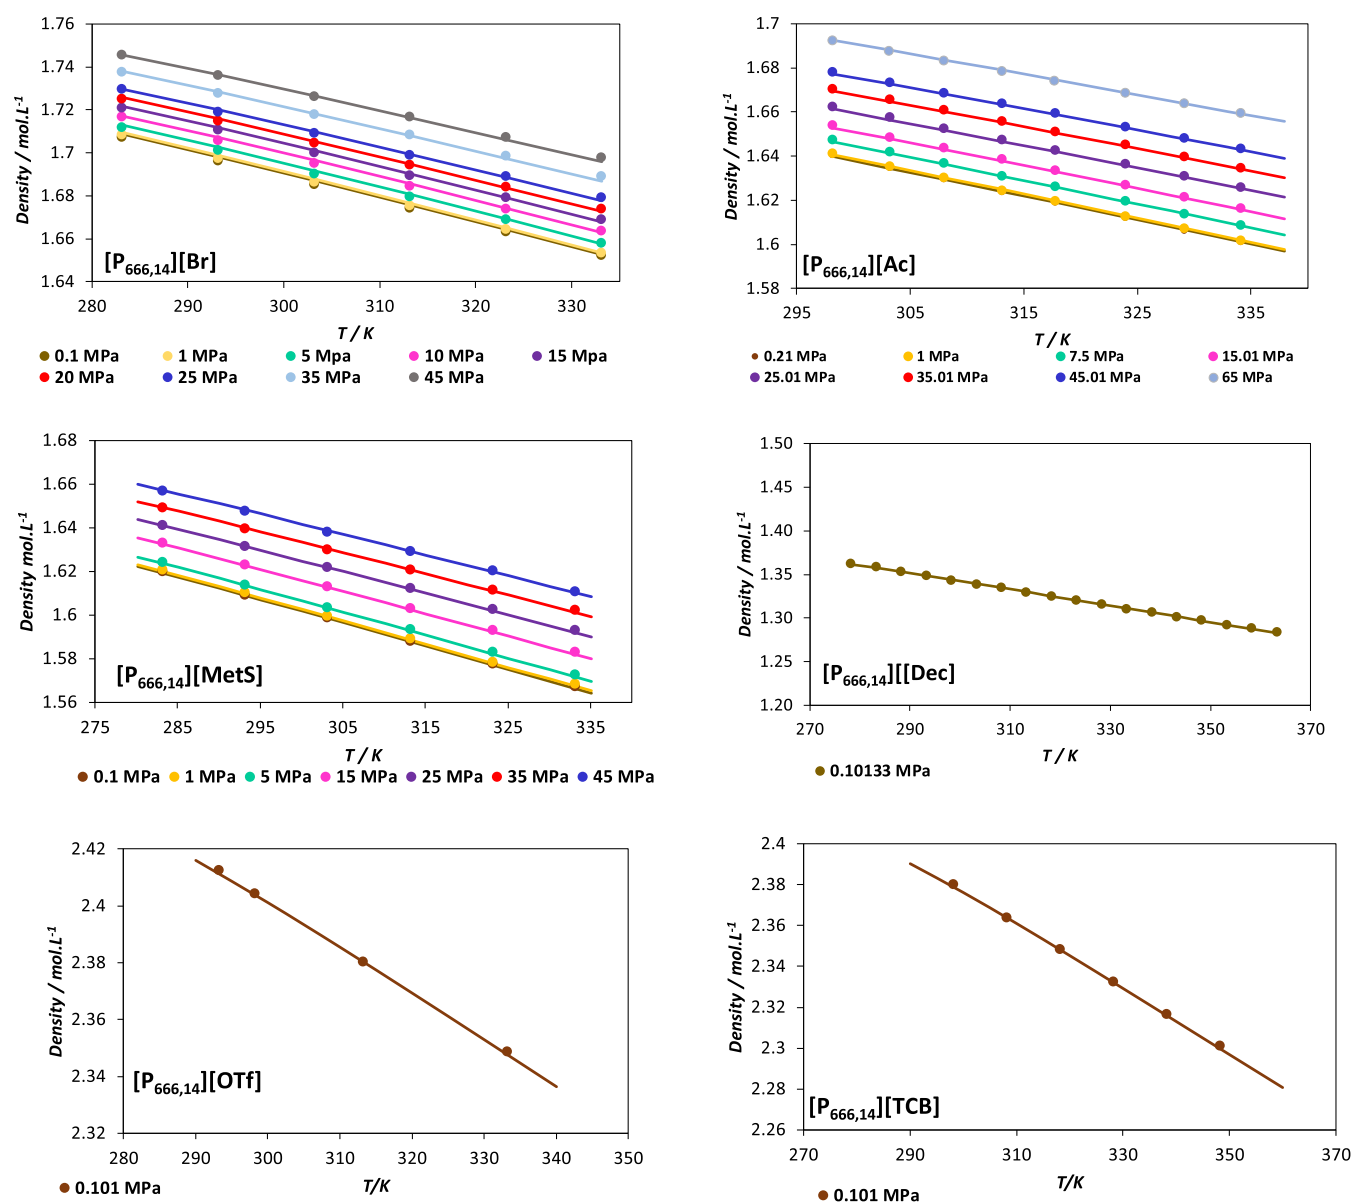 1.76
1.74
1.72
1.7
1.68
1.66
1.64
Density / mol.L-1
[P666,14][Br]
280 290 300 310 320 330
T / K
0.1 MPa 1 MPa 5 Mpa 10 MPa 15 Mpa
20 MPa 25 MPa 35 MPa 45 MPa
1.7
1.68
1.66
1.64
1.62
1.6
1.58
Density / mol.L-1
[P666,14][Ac]
295 305 315 325 335
T / K
0.21 MPa 1 MPa 7.5 MPa 15.01 MPa
25.01 MPa 35.01 MPa 45.01 MPa 65 MPa
1.68
1.66
1.64
1.62
1.6
1.58
1.56
Density mol.L-1
[P666,14][MetS]
275 285 295 305 315 325 335
T / K
0.1 MPa 1 MPa 5 MPa 15 MPa 25 MPa 35 MPa 45 MPa
1.50
1.45
1.40
1.35
1.30
1.25
1.20
Density / mol.L-1
[P666,14][[Dec]
270 290 310 330 350 370
T / K
0.10133 MPa
2.42
2.4
2.38
2.36
2.34
2.32
Density / mol.L-1
[P666,14][OTf]
280 290 300 310 320 330 340 350
T/K
0.101 MPa
2.4
2.38
2.36
2.34
2.32
2.3
2.28
2.26
Density / mol.L-1
[P666,14][TCB]
270 290 310 330 350 370
T/K
0.101 MPa